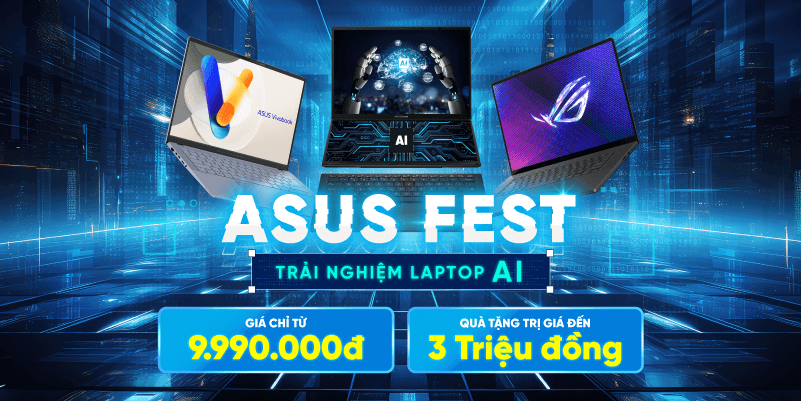 ASUS Vivobook
AI
AI
ASUS FEST
TRẢI NGHIỆM LAPTOP AI
GIÁ CHỈ TỪ
9.990.000đ
QUÀ TẶNG TRỊ GIÁ ĐẾN
3 Triệu đồng